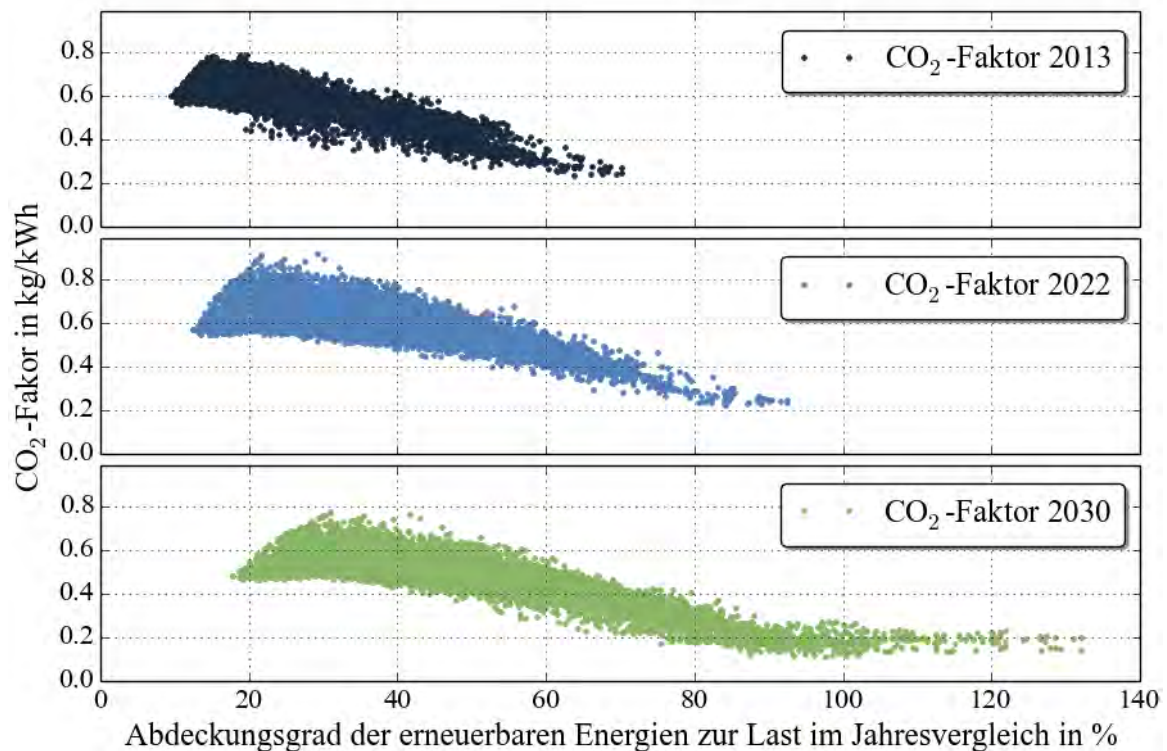 CO₂-Fakor in kg/kWh
0.8
0.6
0.4
0.2
0.0
CO₂-Faktor 2013
0.8
0.6
0.4
0.2
0.0
CO₂-Faktor 2022
0.8
0.6
0.4
0.2
0.0
CO₂-Faktor 2030
0 20 40 60 80 100 120 140
Abdeckungsgrad der erneuerbaren Energien zur Last im Jahresvergleich in %